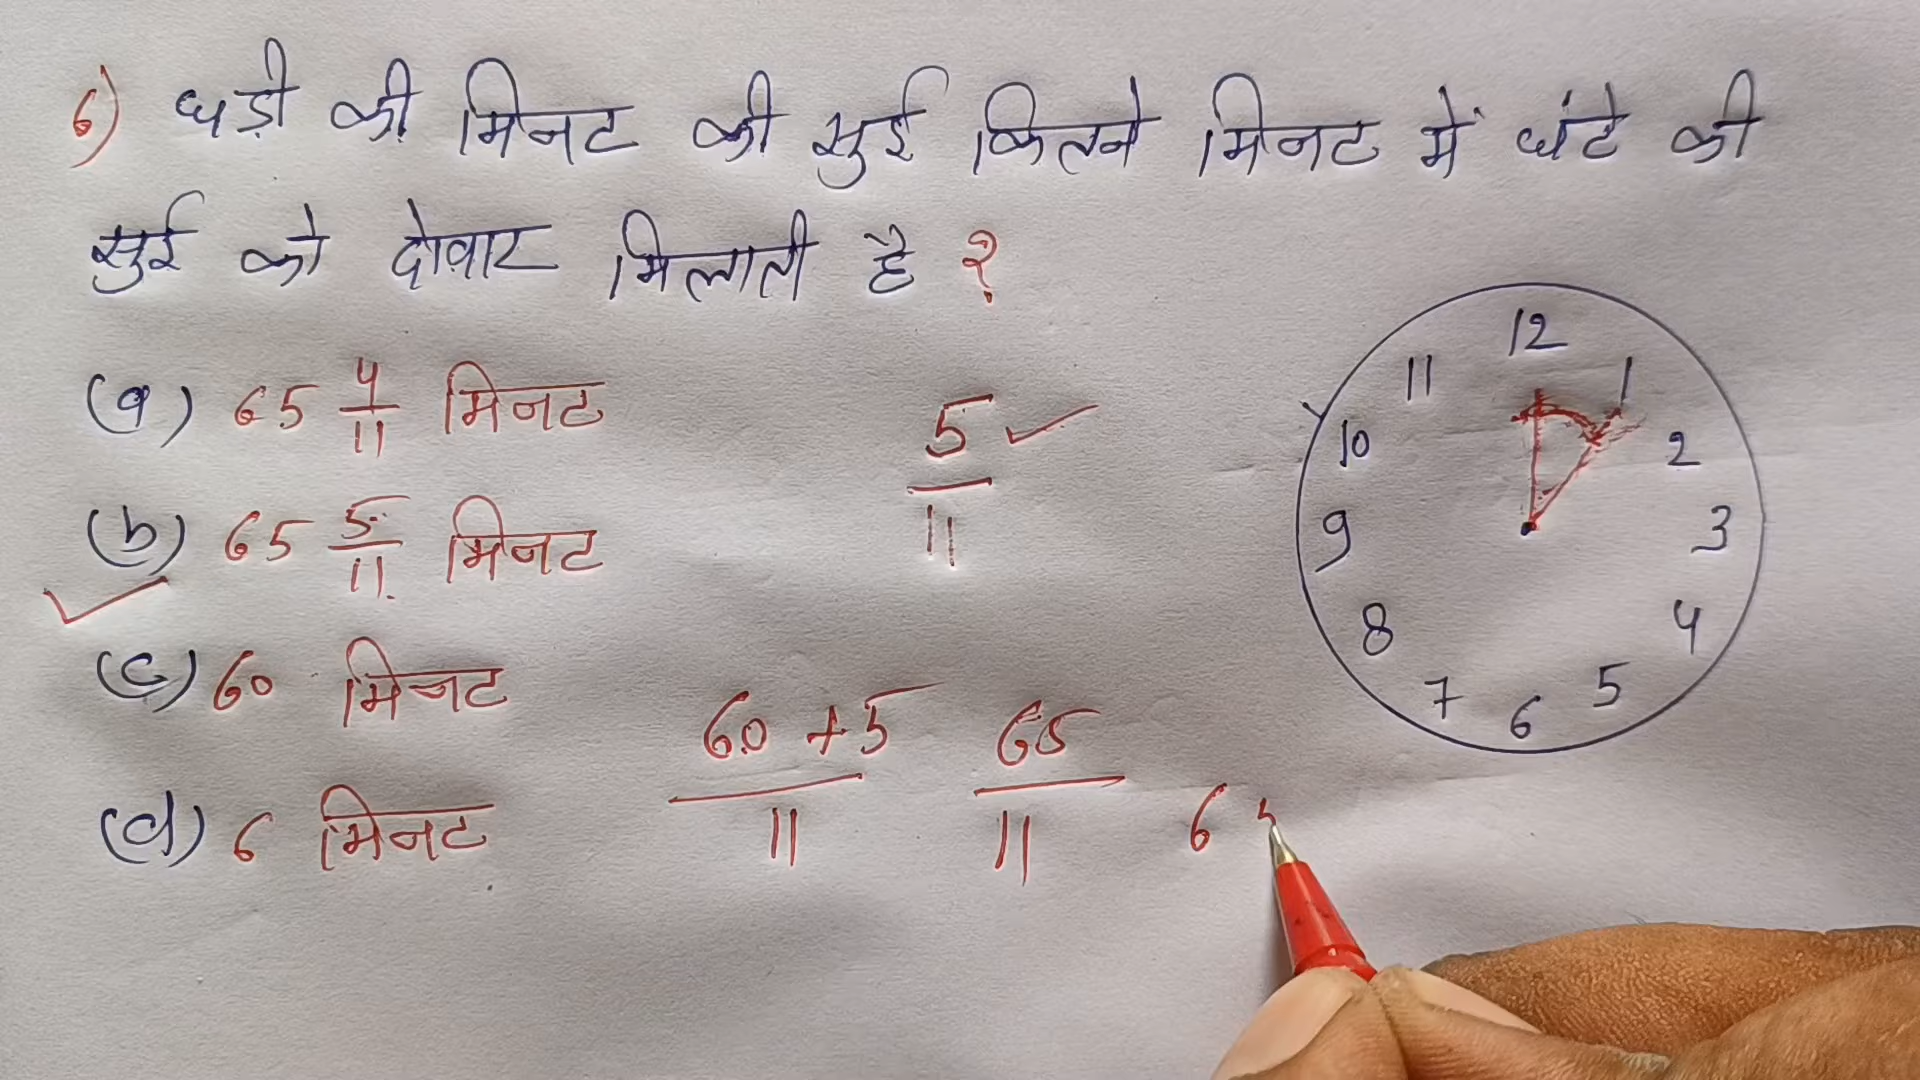 6) घड़ी की मिनट की सुई कितने मिनट में घंटे की
सुई को दोवार मिलाती है ?
(a) 65 4/11 मिनट
(b) 65 5/11 मिनट
(c) 60 मिनट
(d) 6 मिनट
5/11
60 + 5/11 65/11 6
12
1
2
3
4
5
6
7
8
9
10
11